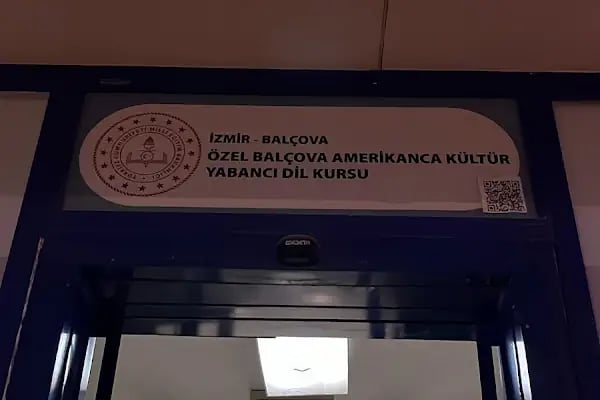 İZMİR - BALÇOVA
ÖZEL BALÇOVA AMERİKANCA KÜLTÜR
YABANCI DİL KURSU